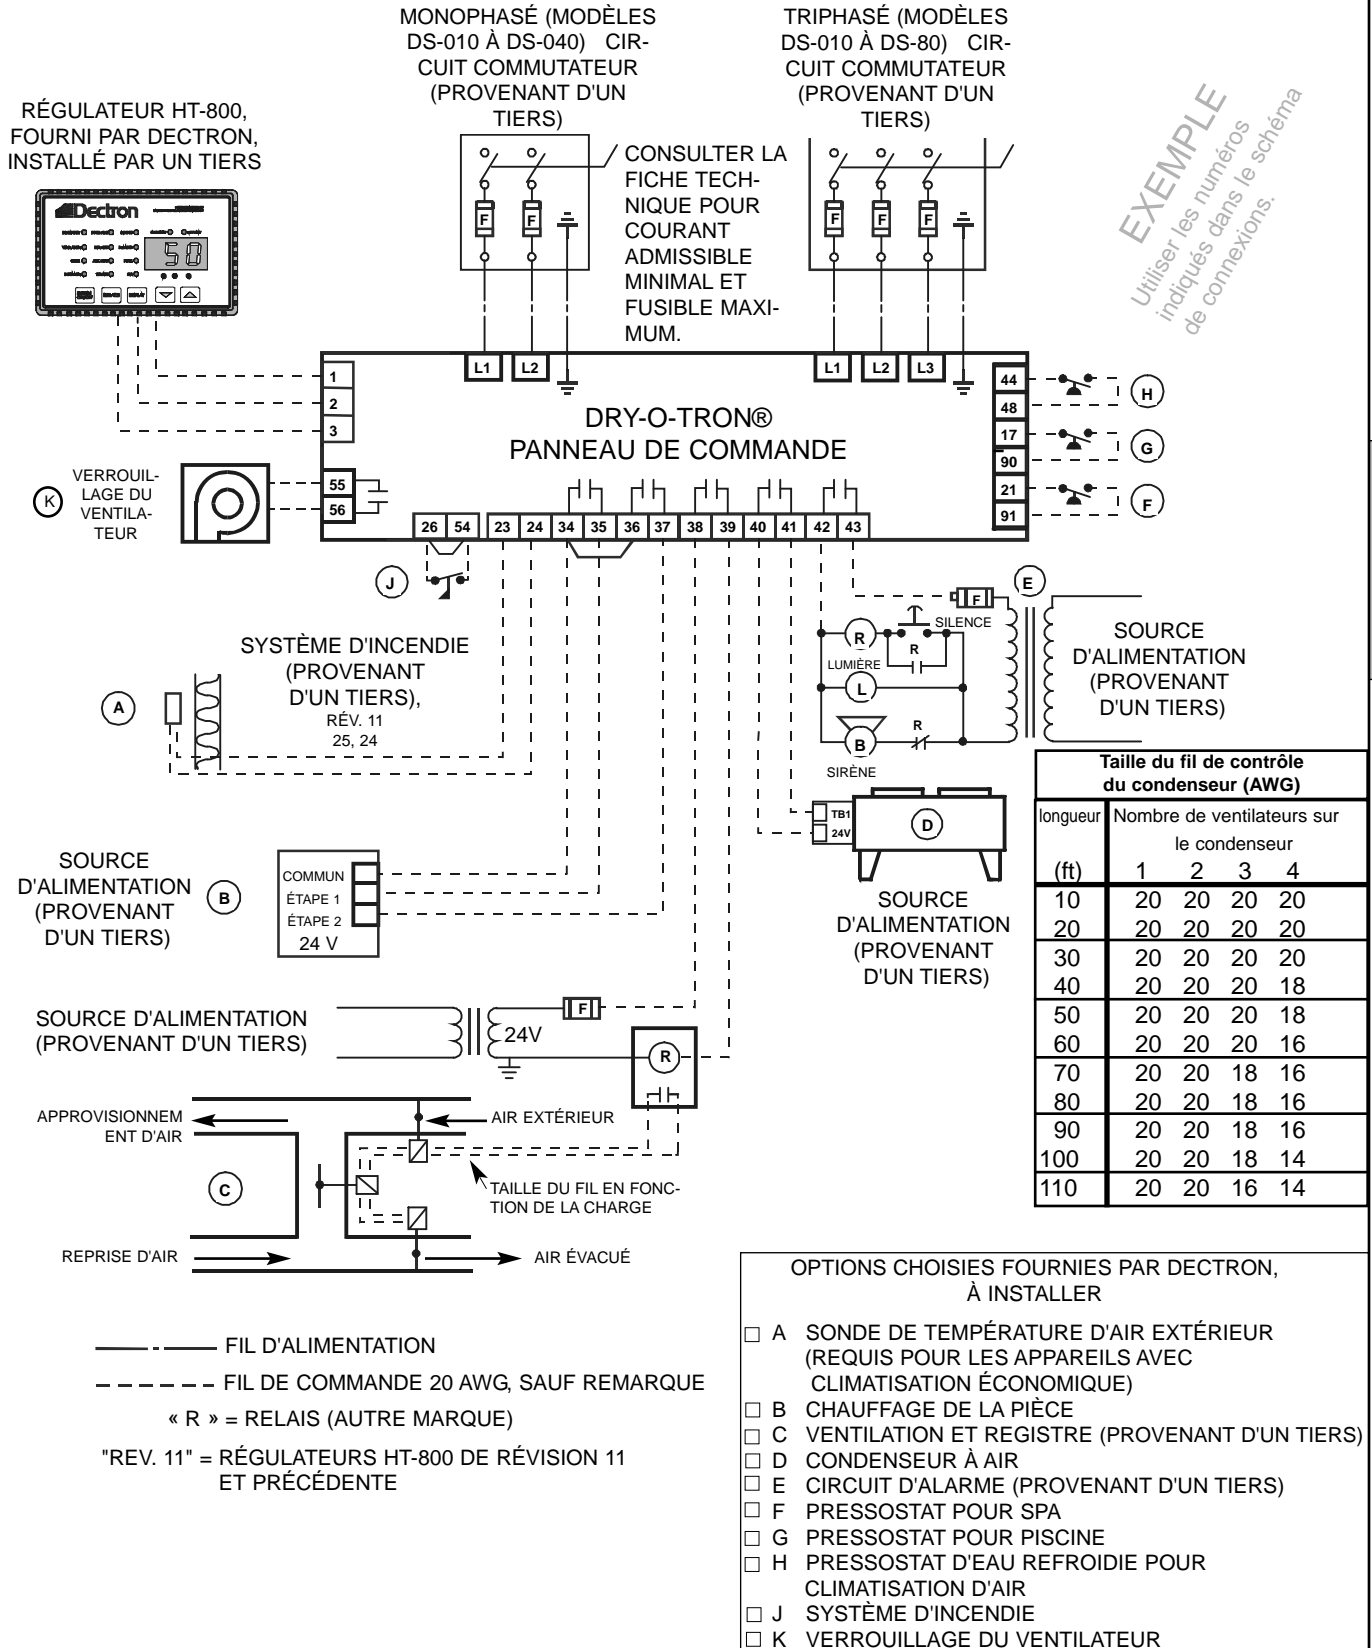 MONOPHASÉ (MODÈLES
DS-010 À DS-040) CIR-
CUIT COMMUTATEUR
(PROVENANT D'UN
TIERS)
TRIPHASÉ (MODÈLES
DS-010 À DS-80) CIR-
CUIT COMMUTATEUR
(PROVENANT D'UN
TIERS)
EXEMPLE
Utiliser les numéros
indiqués dans le schéma
de connexions.
RÉGULATEUR HT-800,
FOURNI PAR DECTRON,
INSTALLÉ PAR UN TIERS
Dectron
50
CONSULTER LA
FICHE TECH-
NIQUE POUR
COURANT
ADMISSIBLE
MINIMAL ET
FUSIBLE MAXI-
MUM.
F F
F F F
L1 L2
L1 L2 L3
1
2
3
55
56
44
48
17
90
21
91
H
G
F
DRY-O-TRON®
PANNEAU DE COMMANDE
K
VERROUIL-
LAGE DU
VENTILA-
TEUR
26 54 23 24 34 35 36 37 38 39 40 41 42 43
J
E
F
SILENCE
R
R
LUMIÈRE
L
R
B
SIRÈNE
SOURCE
D'ALIMENTATION
(PROVENANT
D'UN TIERS)
SYSTÈME D'INCENDIE
(PROVENANT
D'UN TIERS),
RÉV. 11
25, 24
A
TB1
24V
D
SOURCE
D'ALIMENTATION
(PROVENANT
D'UN TIERS)
SOURCE
D'ALIMENTATION
(PROVENANT
D'UN TIERS)
B
COMMUN
ÉTAPE 1
ÉTAPE 2
24 V
Taille du fil de contrôle
du condenseur (AWG)
longueur Nombre de ventilateurs sur
le condenseur
(ft) 1 2 3 4
10 20 20 20 20
20 20 20 20 20
30 20 20 20 20
40 20 20 20 18
50 20 20 20 18
60 20 20 20 16
70 20 20 18 16
80 20 20 18 16
90 20 20 18 16
100 20 20 18 14
110 20 20 16 14
SOURCE D'ALIMENTATION
(PROVENANT D'UN TIERS)
F
24V
R
APPROVISIONNEM
ENT D'AIR
AIR EXTÉRIEUR
C
TAILLE DU FIL EN FONC-
TION DE LA CHARGE
REPRISE D'AIR
AIR ÉVACUÉ
FIL D'ALIMENTATION
FIL DE COMMANDE 20 AWG, SAUF REMARQUE
« R » = RELAIS (AUTRE MARQUE)
"REV. 11" = RÉGULATEURS HT-800 DE RÉVISION 11
ET PRÉCÉDENTE
OPTIONS CHOISIES FOURNIES PAR DECTRON,
À INSTALLER
A SONDE DE TEMPÉRATURE D'AIR EXTÉRIEUR
(REQUIS POUR LES APPAREILS AVEC
CLIMATISATION ÉCONOMIQUE)
B CHAUFFAGE DE LA PIÈCE
C VENTILATION ET REGISTRE (PROVENANT D'UN TIERS)
D CONDENSEUR À AIR
E CIRCUIT D'ALARME (PROVENANT D'UN TIERS)
F PRESSOSTAT POUR SPA
G PRESSOSTAT POUR PISCINE
H PRESSOSTAT D'EAU REFROIDIE POUR
CLIMATISATION D'AIR
J SYSTÈME D'INCENDIE
K VERROUILLAGE DU VENTILATEUR